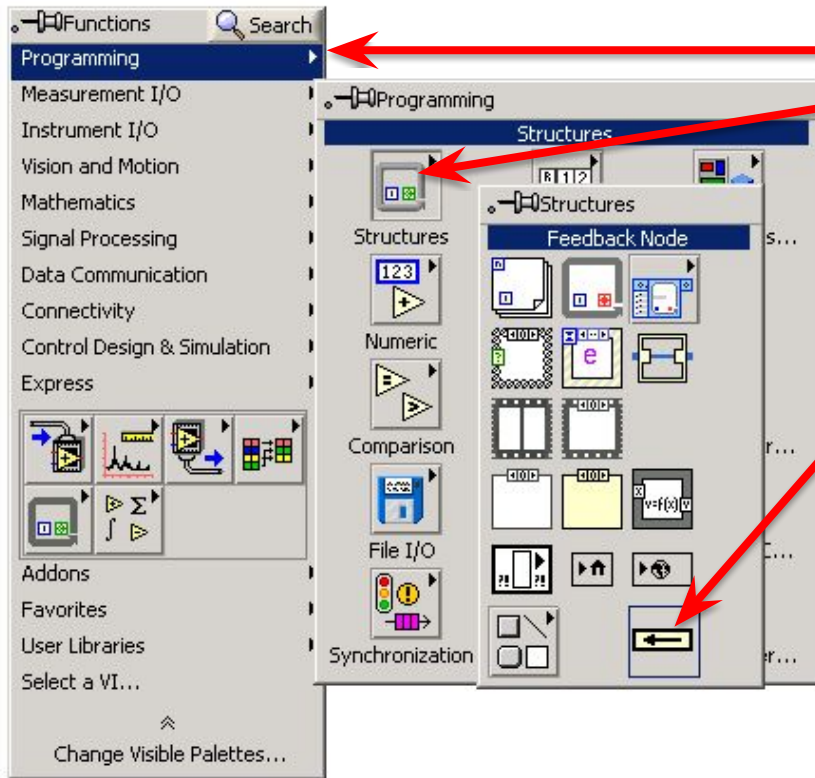 Functions
Search
Programming
Measurement I/O
Instrument I/O
Vision and Motion
Mathematics
Signal Processing
Data Communication
Connectivity
Control Design & Simulation
Express
Addons
Favorites
User Libraries
Select a VI...
Change Visible Palettes...
Programming
Structures
Structures
Numeric
123
Comparison
File I/O
Synchronization
Structures
Feedback Node